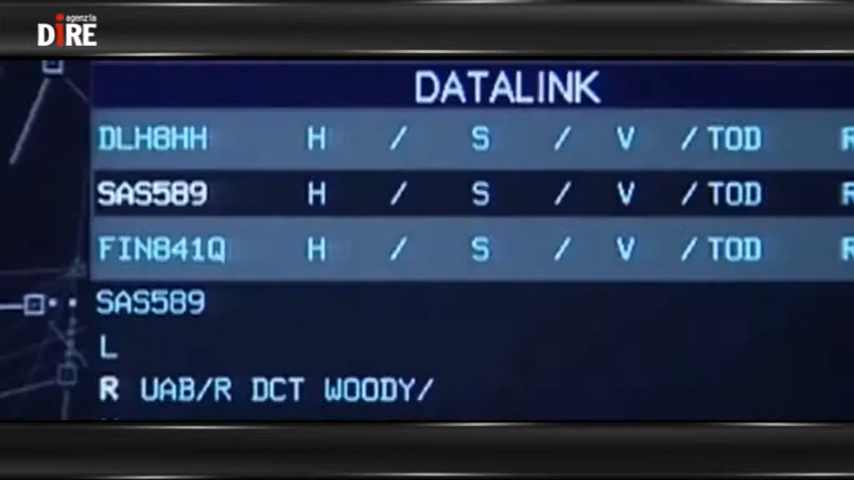 agenzia
DiRE
DATALINK
DLH8HH H / S / V / TOD R
SAS589 H / S / V / TOD R
FIN841Q H / S / V / TOD R
SAS589
L
R UAB/R DCT WOODY/